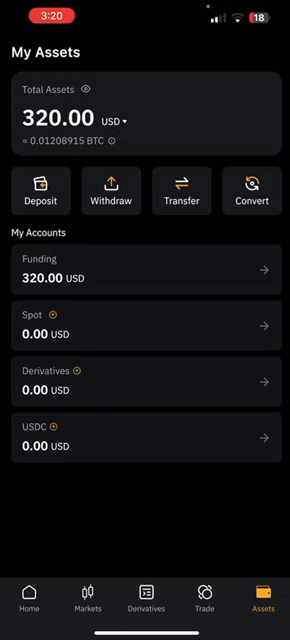 3:20
18
My Assets
Total Assets
320.00 USD
≈ 0.01208915 BTC
Deposit
Withdraw
Transfer
Convert
My Accounts
Funding
320.00 USD
Spot
0.00 USD
Derivatives
0.00 USD
USDC
0.00 USD
Home
Markets
Derivatives
Trade
Assets